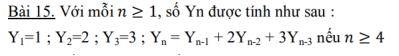 Bài 15. Với mỗi n ≥ 1, số Yn được tính như sau :
Y₁=1 ; Y₂=2 ; Y₃=3 ; Yₙ = Yₙ₋₁ + 2Yₙ₋₂ + 3Yₙ₋₃ nếu n ≥ 4